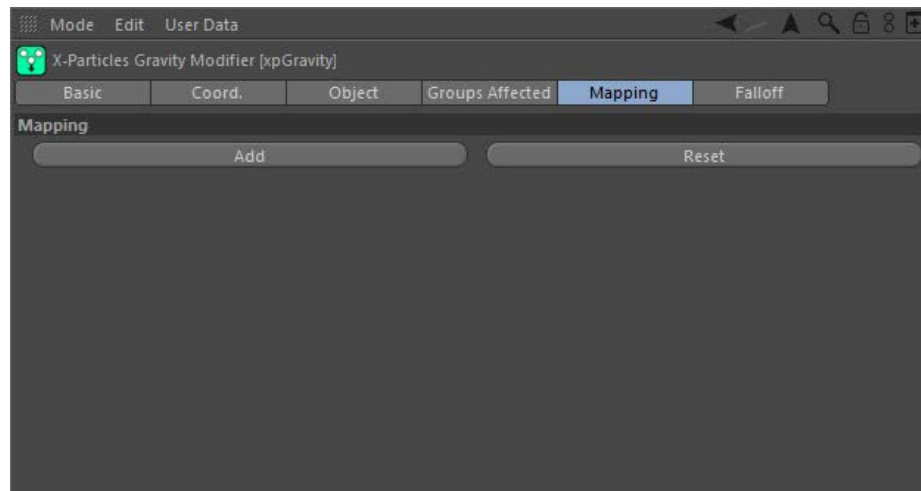 Mode Edit User Data
X-Particles Gravity Modifier [xpGravity]
Basic Coord. Object Groups Affected Mapping Falloff
Mapping
Add Reset